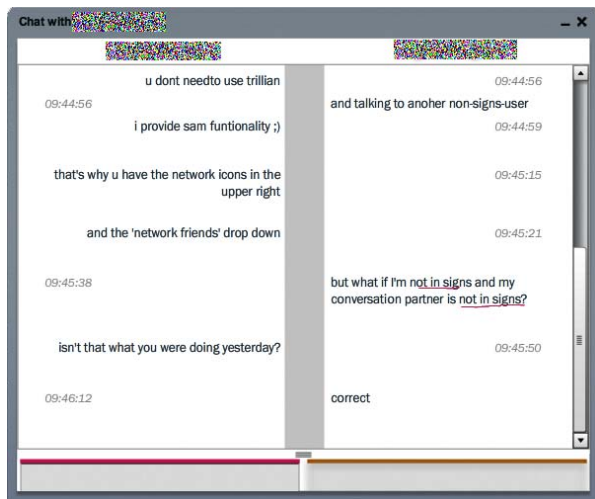 Chat with
u dont needto use trillian 09:44:56
09:44:56 and talking to anoher non-signs-user
i provide sam funtionality ;) 09:44:59
that's why u have the network icons in the 09:45:15
upper right
and the 'network friends' drop down 09:45:21
09:45:38 but what if I'm not in signs and my
conversation partner is not in signs?
isn't that what you were doing yesterday? 09:45:50
09:46:12 correct